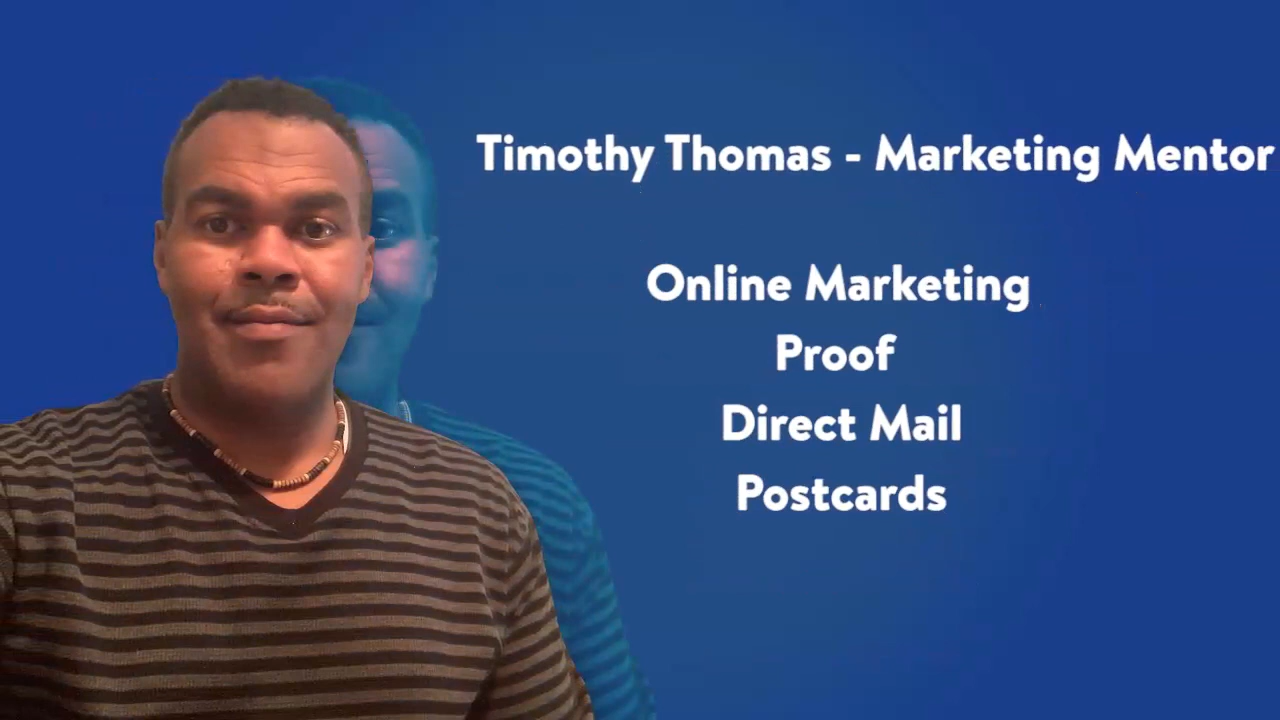 Timothy Thomas - Marketing Mentor
Online Marketing
Proof
Direct Mail
Postcards